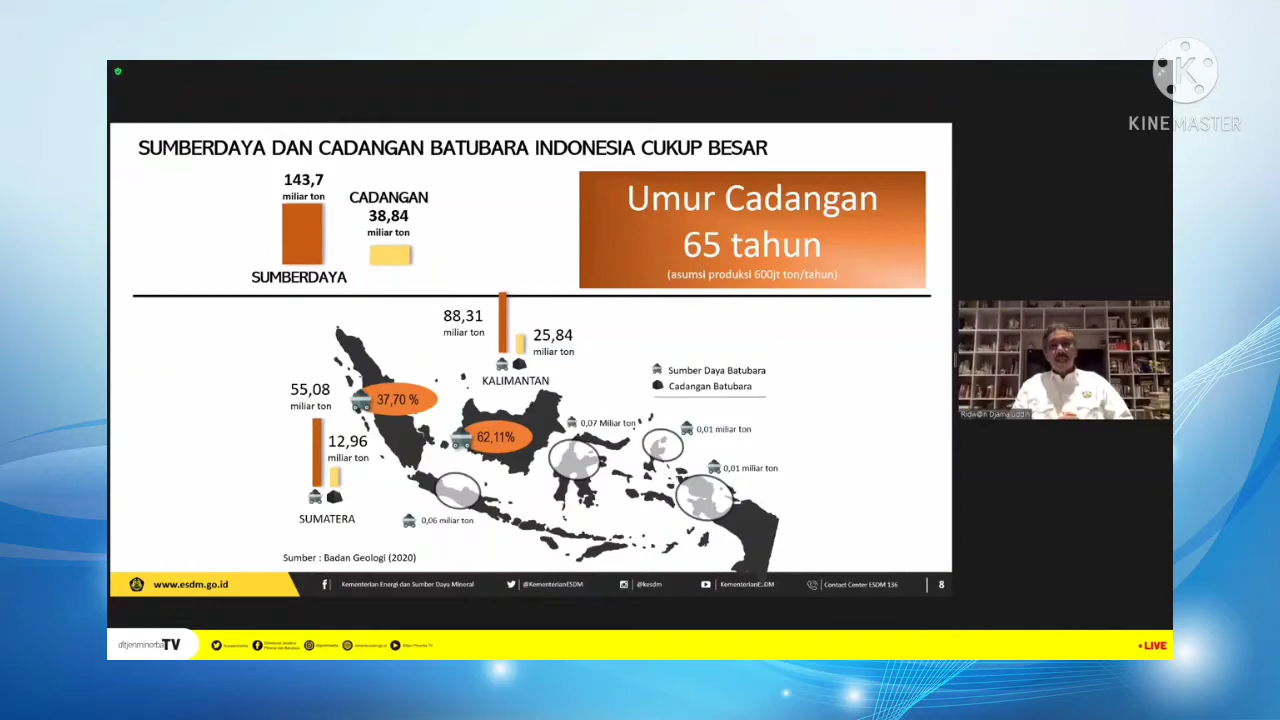 KINEMASTER
SUMBERDAYA DAN CADANGAN BATUBARA INDONESIA CUKUP BESAR
143,7
miliar ton
SUMBERDAYA
CADANGAN
38,84
miliar ton
Umur Cadangan
65 tahun
(asumsi produksi 600jt ton/tahun)
88,31
miliar ton
25,84
miliar ton
KALIMANTAN
55,08
miliar ton
12,96
miliar ton
SUMATERA
37,70 %
62,11%
Sumber Daya Batubara
Cadangan Batubara
0,07 Miliar ton
0,01 miliar ton
0,01 miliar ton
0,06 miliar ton
Sumber : Badan Geologi (2020)
www.esdm.go.id
Kementerian Energi dan Sumber Daya Mineral
@KementerianESDM
@kesdm
Contact Center ESDM 136
8
Ridwan Djamaluddin
ditjenminerbaTV
LIVE